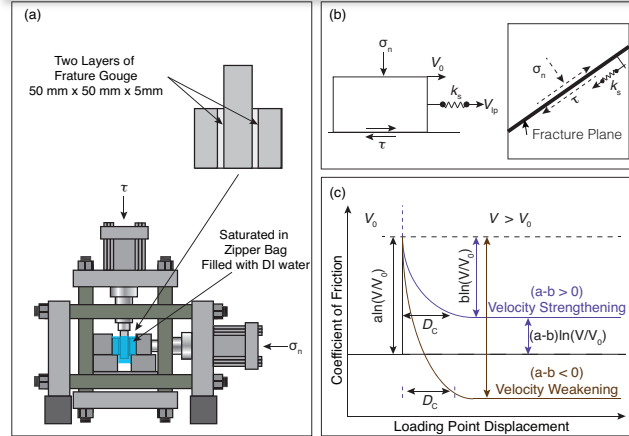 (a)
Two Layers of
Frature Gouge
50 mm x 50 mm x 5mm
τ
Saturated in
Zipper Bag
Filled with DI water
σn
(b)
σn
V0
ks
Vlp
τ
σn
τ
ks
Fracture Plane
(c)
V0
V > V0
Coefficient of Friction
aln(V/V0)
bln(V/V0)
(a-b > 0)
Velocity Strengthening
Dc
(a-b)ln(V/V0)
(a-b < 0)
Velocity Weakening
Dc
Loading Point Displacement